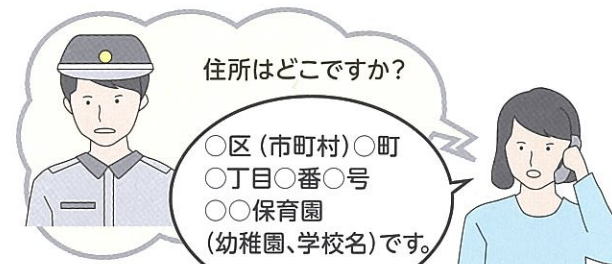 住所はどこですか？
○区（市町村）○町
○丁目○番○号
○○保育園
（幼稚園、学校名）です。